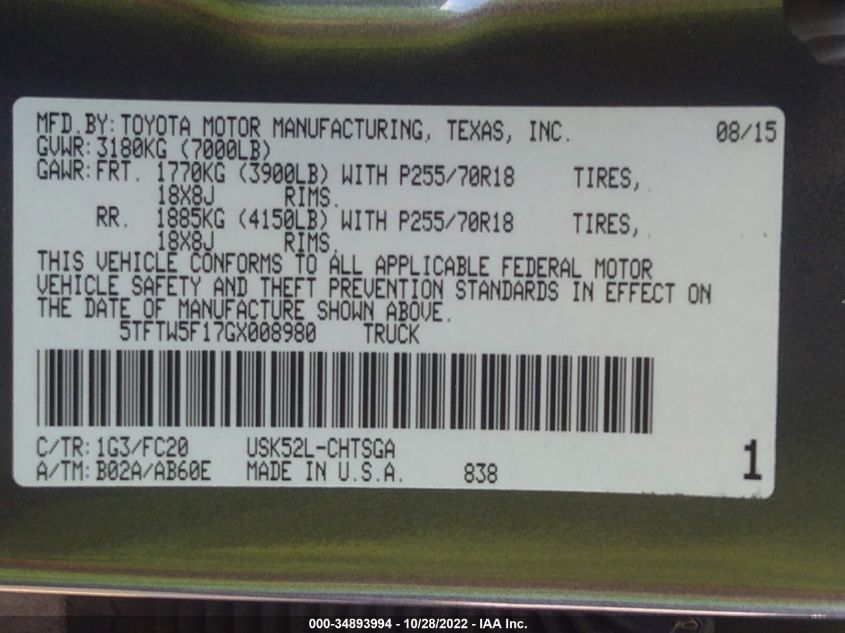 MFD.BY: TOYOTA MOTOR MANUFACTURING, TEXAS, INC. 08/15
GVWR: 3180KG (7000LB)
GAWR: FRT. 1770KG (3900LB) WITH P255/70R18 TIRES,
18X8J RIMS.
RR. 1885KG (4150LB) WITH P255/70R18 TIRES,
18X8J RIMS.
THIS VEHICLE CONFORMS TO ALL APPLICABLE FEDERAL MOTOR
VEHICLE SAFETY AND THEFT PREVENTION STANDARDS IN EFFECT ON
THE DATE OF MANUFACTURE SHOWN ABOVE.
5TFTW5F17GX008980 TRUCK
C/TR: 1G3/FC20 USK52L-CHTSGA
A/TM: B02A/AB60E MADE IN U.S.A. 838 1
000-34893994 - 10/28/2022 - IAA Inc.